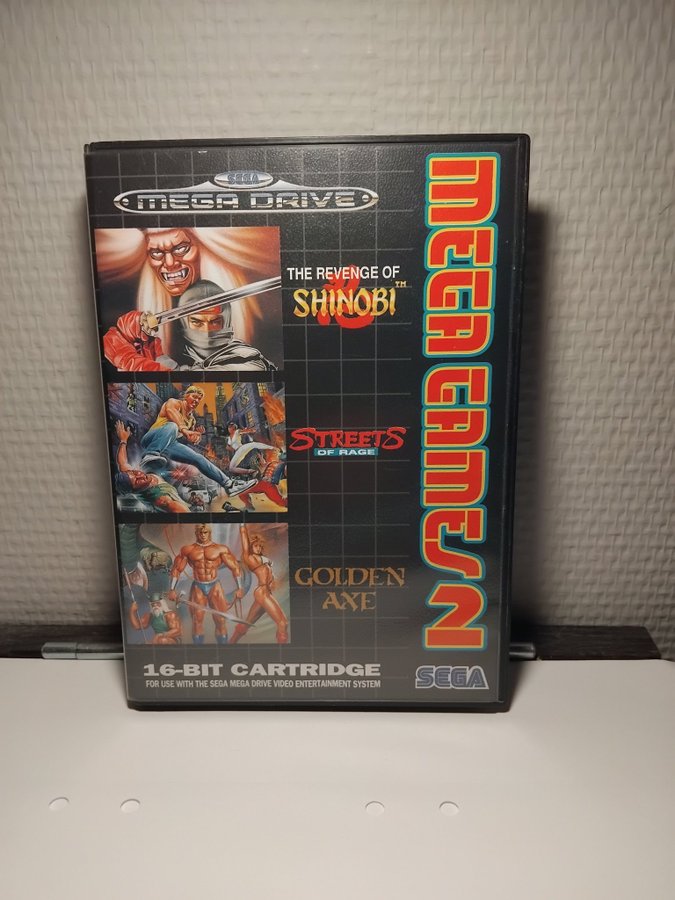 SEGA
MEGA DRIVE
THE REVENGE OF
SHINOBI™
STREETS
OF RAGE
GOLDEN
AXE
16-BIT CARTRIDGE
FOR USE WITH THE SEGA MEGA DRIVE VIDEO ENTERTAINMENT SYSTEM
MEGA GAMES 2
SEGA